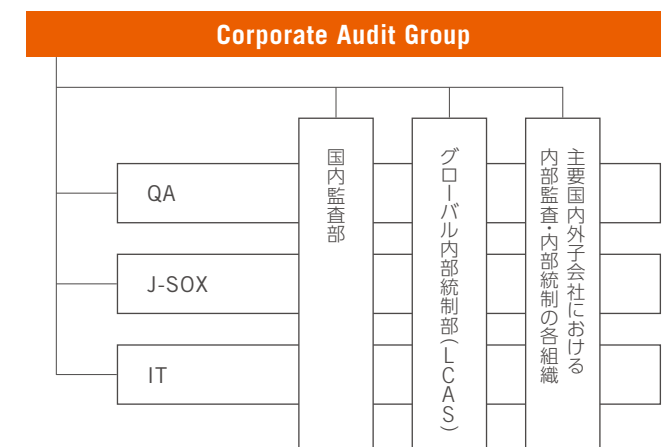 Corporate Audit Group
QA
J-SOX
IT
国内監査部
グローバル内部統制部(LCAS)
主要国内外子会社における
内部監査・内部統制の各組織